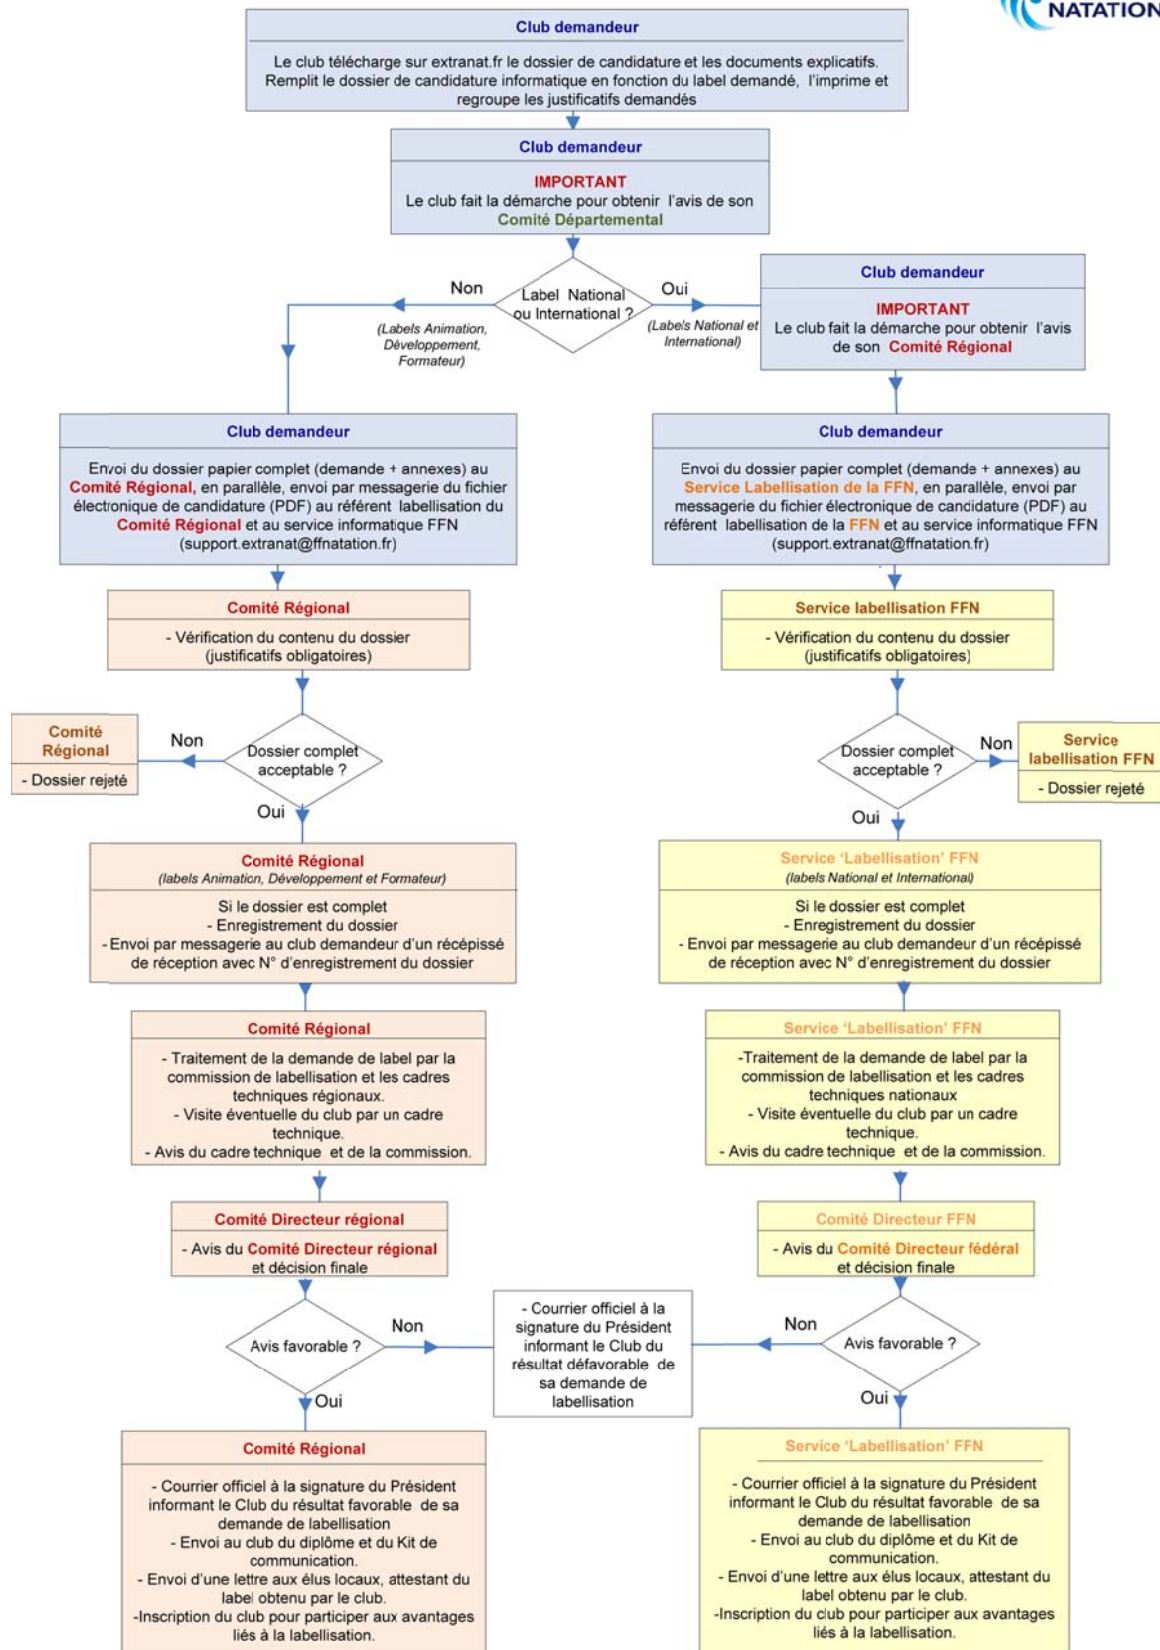 NATATION
Club demandeur
Le club télécharge sur extranat.fr le dossier de candidature et les documents explicatifs.
Remplit le dossier de candidature informatique en fonction du label demandé, l'imprime et
regroupe les justificatifs demandés
Club demandeur
IMPORTANT
Le club fait la démarche pour obtenir l'avis de son
Comité Départemental
Label National
ou International ?
Non
(Labels Animation,
Développement,
Formateur)
Oui
(Labels National et
International)
Club demandeur
IMPORTANT
Le club fait la démarche pour obtenir l'avis
de son Comité Régional
Club demandeur
Envoi du dossier papier complet (demande + annexes) au
Comité Régional, en parallèle, envoi par messagerie du fichier
électronique de candidature (PDF) au référent labellisation du
Comité Régional et au service informatique FFN
(support.extranat@ffnatation.fr)
Club demandeur
Envoi du dossier papier complet (demande + annexes) au
Service Labellisation de la FFN, en parallèle, envoi par
messagerie du fichier électronique de candidature (PDF) au
référent labellisation de la FFN et au service informatique FFN
(support.extranat@ffnatation.fr)
Comité Régional
- Vérification du contenu du dossier
(justificatifs obligatoires)
Service labellisation FFN
- Vérification du contenu du dossier
(justificatifs obligatoires)
Comité
Régional
- Dossier rejeté
Non
Dossier complet
acceptable ?
Oui
Dossier complet
acceptable ?
Non
Service
labellisation FFN
- Dossier rejeté
Oui
Comité Régional
(labels Animation, Développement et Formateur)
Si le dossier est complet
- Enregistrement du dossier
- Envoi par messagerie au club demandeur d'un récépissé
de réception avec N° d'enregistrement du dossier
Service 'Labellisation' FFN
(labels National et International)
Si le dossier est complet
- Enregistrement du dossier
- Envoi par messagerie au club demandeur d'un récépissé
de réception avec N° d'enregistrement du dossier
Comité Régional
- Traitement de la demande de label par la
commission de labellisation et les cadres
techniques régionaux.
- Visite éventuelle du club par un cadre
technique.
- Avis du cadre technique et de la commission.
Service 'Labellisation' FFN
-Traitement de la demande de label par la
commission de labellisation et les cadres
techniques nationaux
- Visite éventuelle du club par un cadre
technique.
- Avis du cadre technique et de la commission.
Comité Directeur régional
- Avis du Comité Directeur régional
et décision finale
Comité Directeur FFN
- Avis du Comité Directeur fédéral
et décision finale
Avis favorable ?
Non
- Courrier officiel à la
signature du Président
informant le Club du
résultat défavorable de
sa demande de
labellisation
Non
Avis favorable ?
Oui
Oui
Comité Régional
- Courrier officiel à la signature du Président
informant le Club du résultat favorable de sa
demande de labellisation
- Envoi au club du diplôme et du Kit de
communication.
- Envoi d'une lettre aux élus locaux, attestant du
label obtenu par le club.
-Inscription du club pour participer aux avantages
liés à la labellisation.
Service 'Labellisation' FFN
- Courrier officiel à la signature du Président
informant le Club du résultat favorable de sa
demande de labellisation
- Envoi au club du diplôme et du Kit de
communication.
- Envoi d'une lettre aux élus locaux, attestant du
label obtenu par le club.
-Inscription du club pour participer aux avantages
liés à la labellisation.